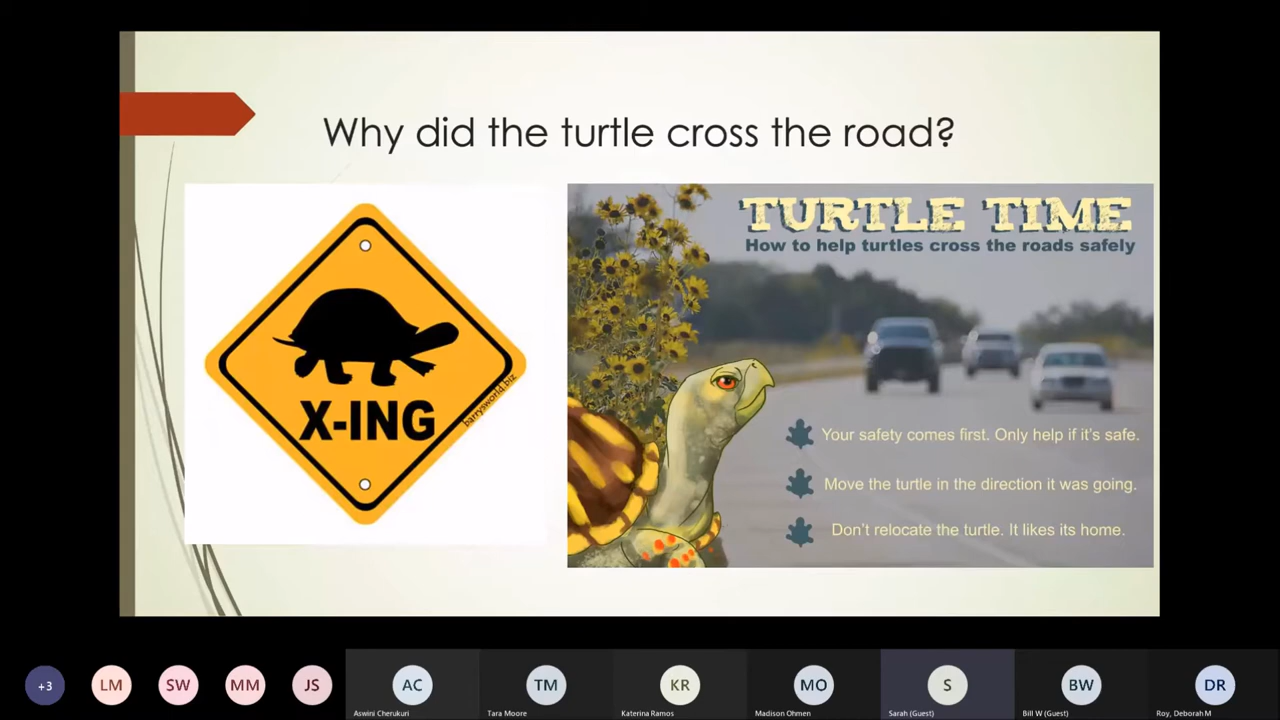 Why did the turtle cross the road?
X-ING
barrysworld.biz
TURTLE TIME
How to help turtles cross the roads safely
Your safety comes first. Only help if it's safe.
Move the turtle in the direction it was going.
Don't relocate the turtle. It likes its home.
+3
LM
SW
MM
JS
AC
TM
KR
MO
S
BW
DR
Aswini Cherukuri
Tara Moore
Katerina Ramos
Madison Ohmen
Sarah (Guest)
Bill W (Guest)
Roy, Deborah M